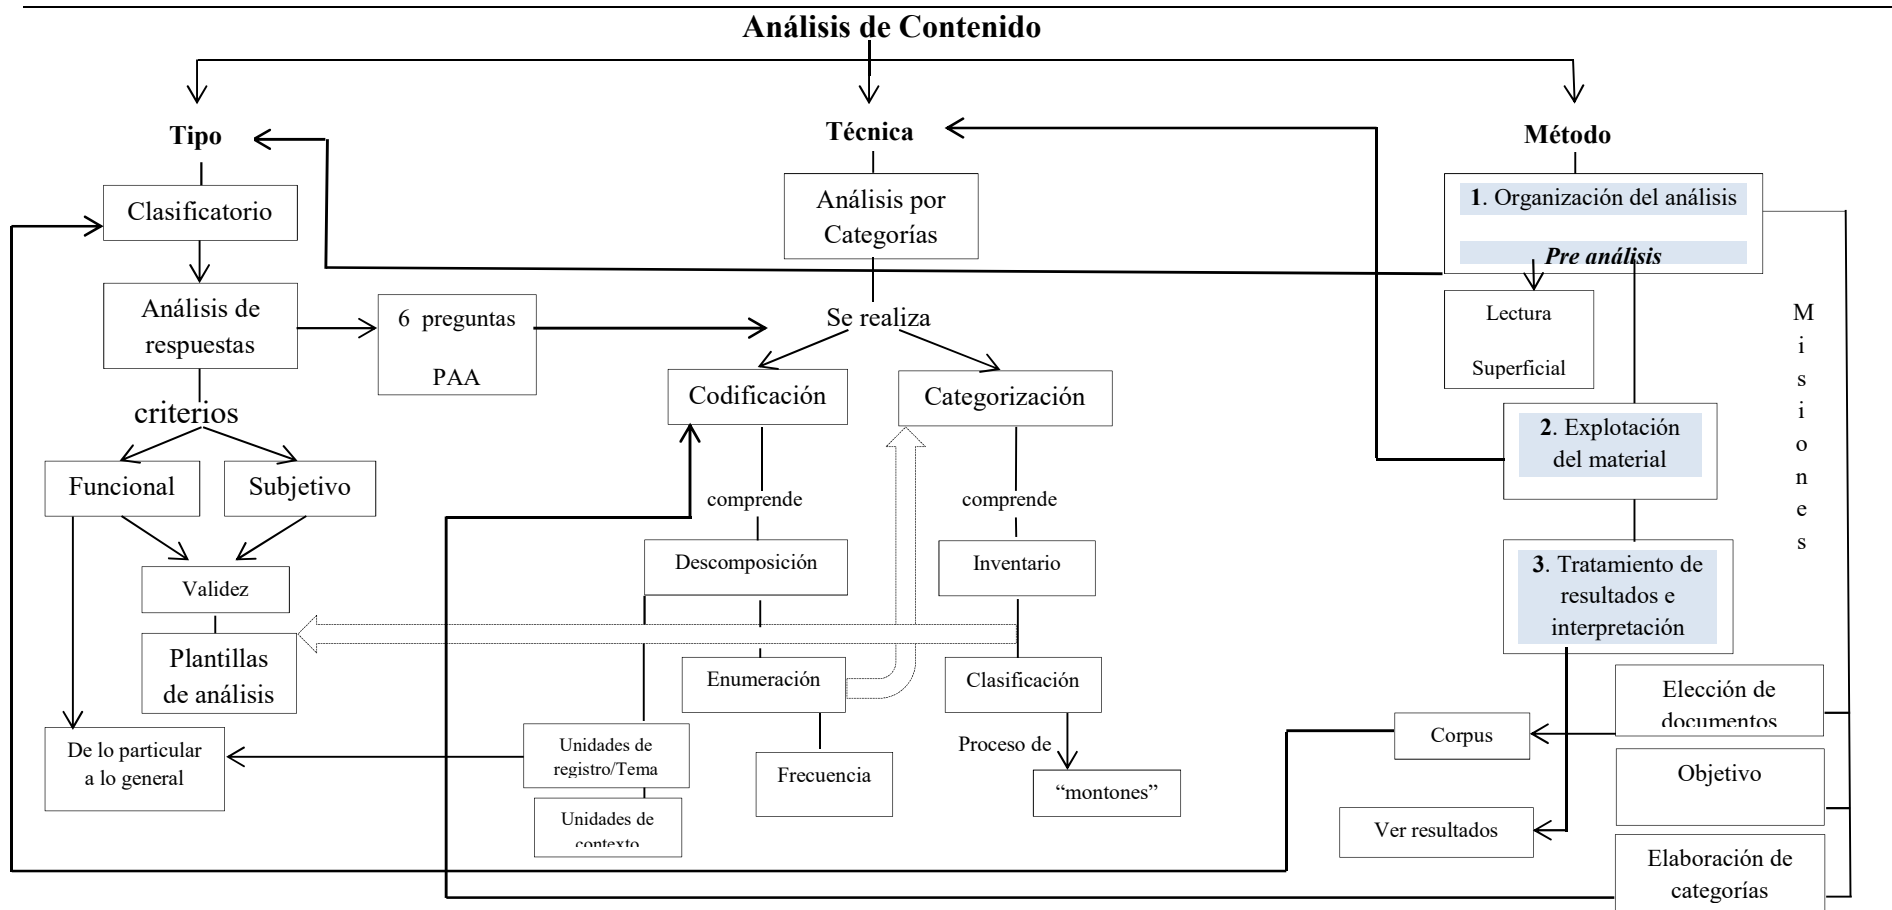 Análisis de Contenido
Tipo
Técnica
Método
Clasificatorio
Análisis por
Categorías
1. Organización del análisis
Pre análisis
Análisis de
respuestas
6 preguntas
PAA
Se realiza
Lectura
Superficial
M
i
s
i
o
n
e
s
criterios
Codificación
Categorización
2. Explotación
del material
Funcional
Subjetivo
comprende
comprende
Descomposición
Inventario
3. Tratamiento de
resultados e
interpretación
Validez
Plantillas
de análisis
Enumeración
Clasificación
Elección de
documentos
De lo particular
a lo general
Unidades de
registro/Tema
Proceso de
Corpus
Frecuencia
"montones"
Objetivo
Unidades de
contexto
Ver resultados
Elaboración de
categorías